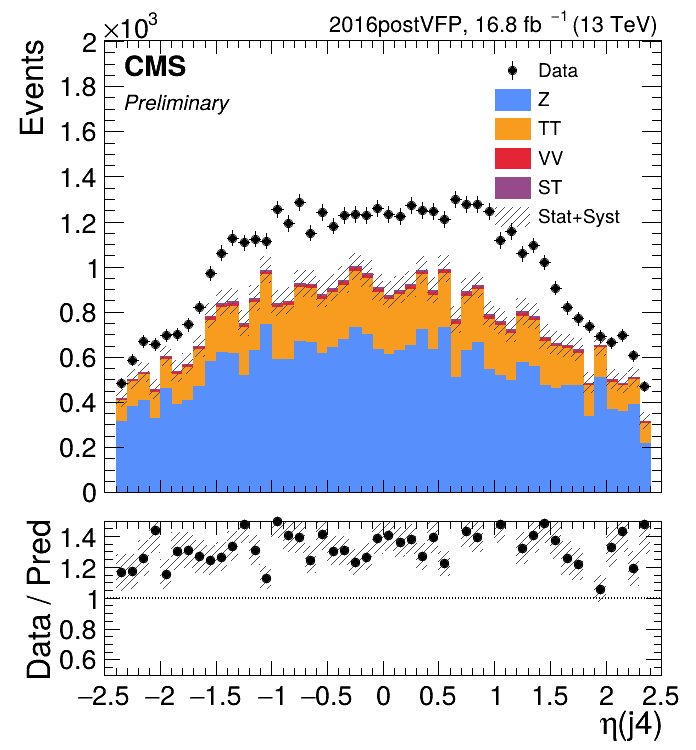 ×10³
2016postVFP, 16.8 fb ⁻¹ (13 TeV)
CMS
Preliminary
Events
Data
Z
TT
VV
ST
Stat+Syst
2
1.8
1.6
1.4
1.2
1
0.8
0.6
0.4
0.2
0
Data / Pred
1.4
1.2
1
0.8
0.6
−2.5 −2 −1.5 −1 −0.5 0 0.5 1 1.5 2 2.5
η(j4)